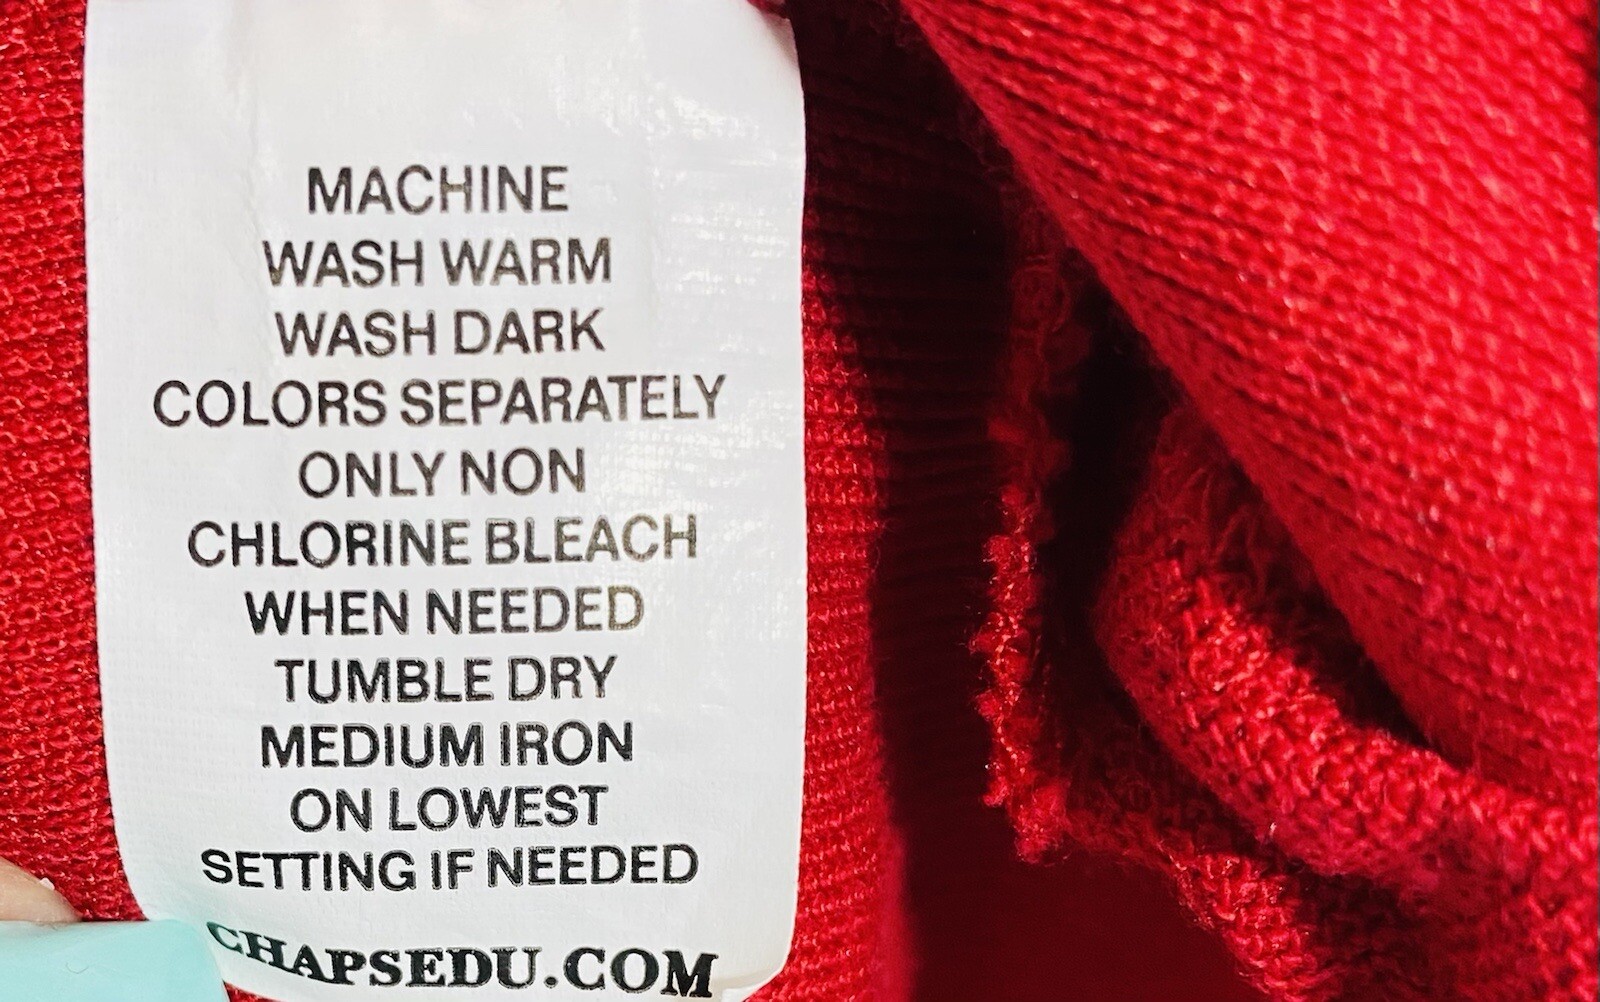 MACHINE
WASH WARM
WASH DARK
COLORS SEPARATELY
ONLY NON
CHLORINE BLEACH
WHEN NEEDED
TUMBLE DRY
MEDIUM IRON
ON LOWEST
SETTING IF NEEDED
CHAPSEDU.COM